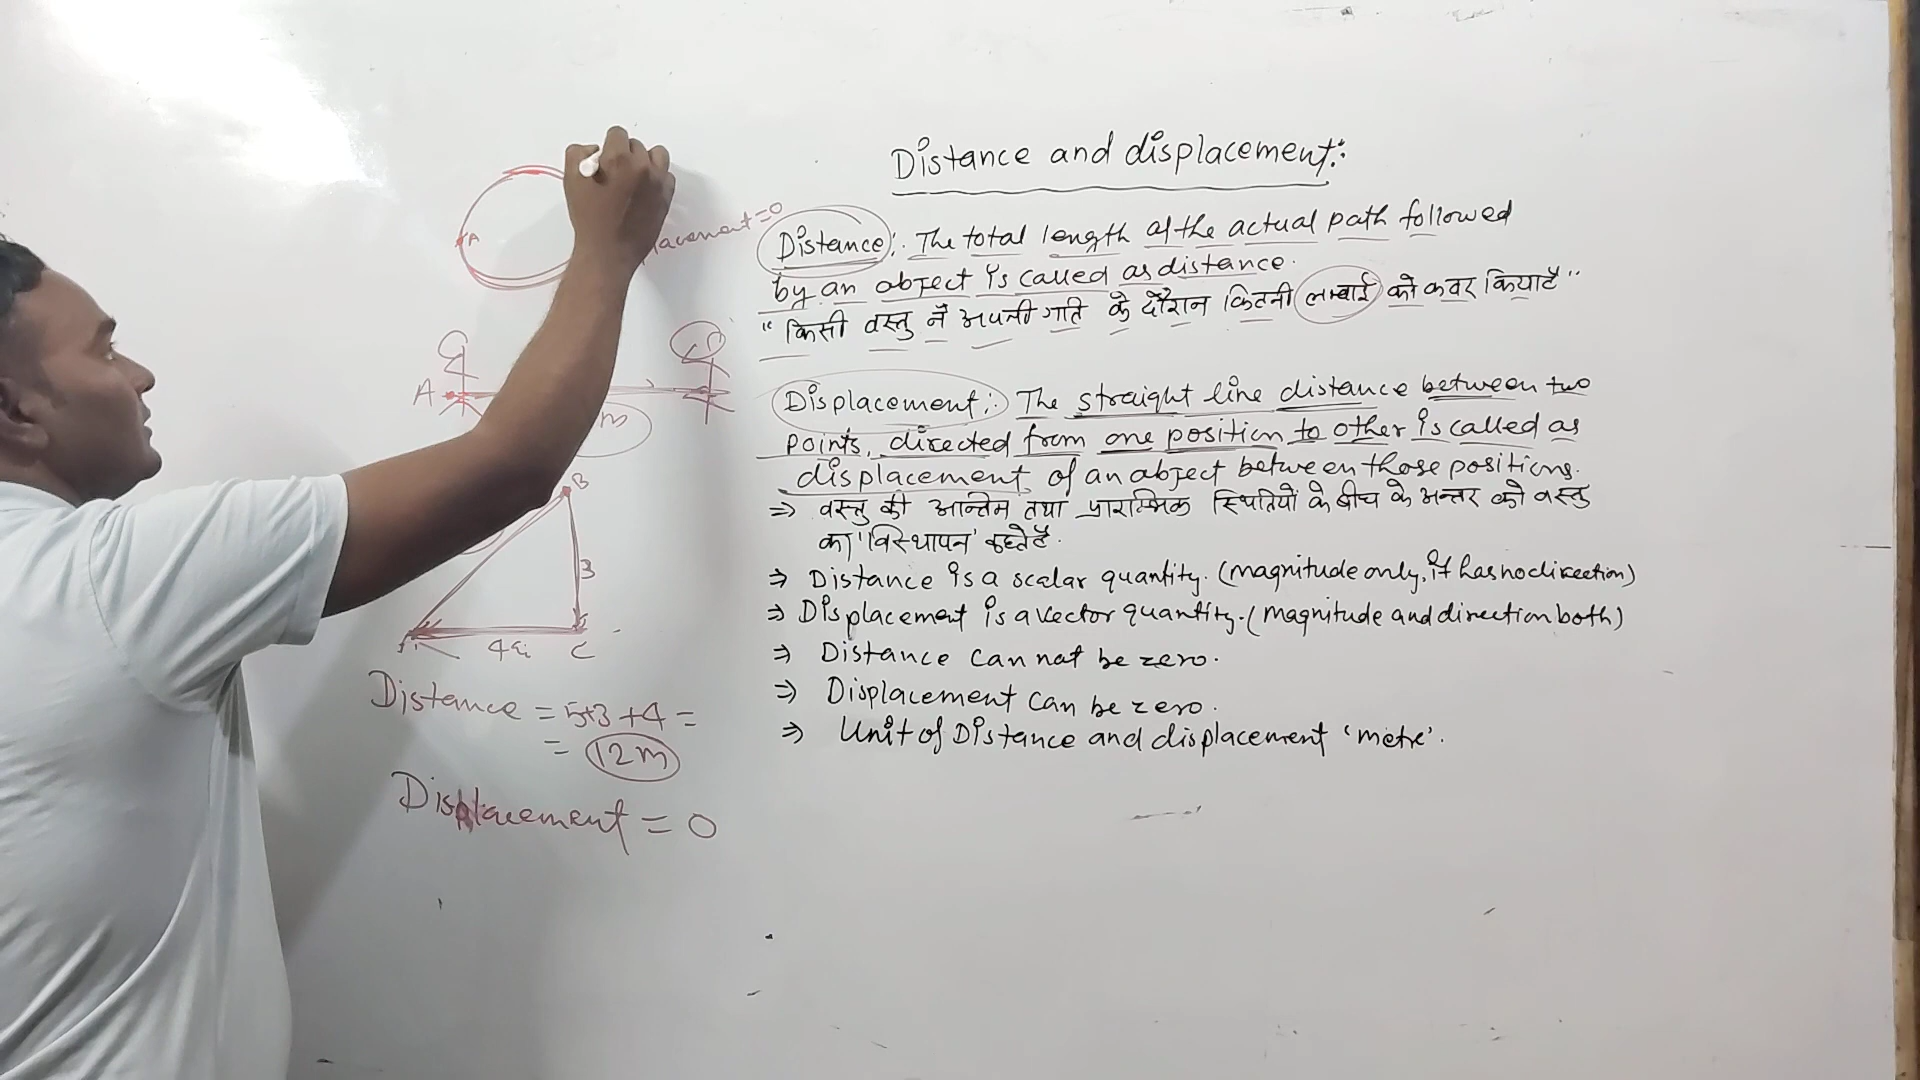 Distance and displacement:
Distance: The total length of the actual path followed
by an object is called as distance.
"किसी वस्तु नें अपनी गति के दौरान कितनी लम्बाई को कवर किया है"
Displacement: The straight line distance between two
points, directed from one position to other is called as
displacement of an object between those positions.
⇒ वस्तु की अन्तिम तथा प्रारम्भिक स्थितियों के बीच के अन्तर को वस्तु
का 'विस्थापन' कहते है.
⇒ Distance is a scalar quantity. (magnitude only, it has no direction)
⇒ Displacement is a vector quantity. (magnitude and direction both)
⇒ Distance can not be zero.
⇒ Displacement can be zero.
⇒ Unit of Distance and displacement 'metre'.
A
placement = 0
A
m
B
3
4
C
Distance = 5+3+4 =
= 12m
Displacement = 0